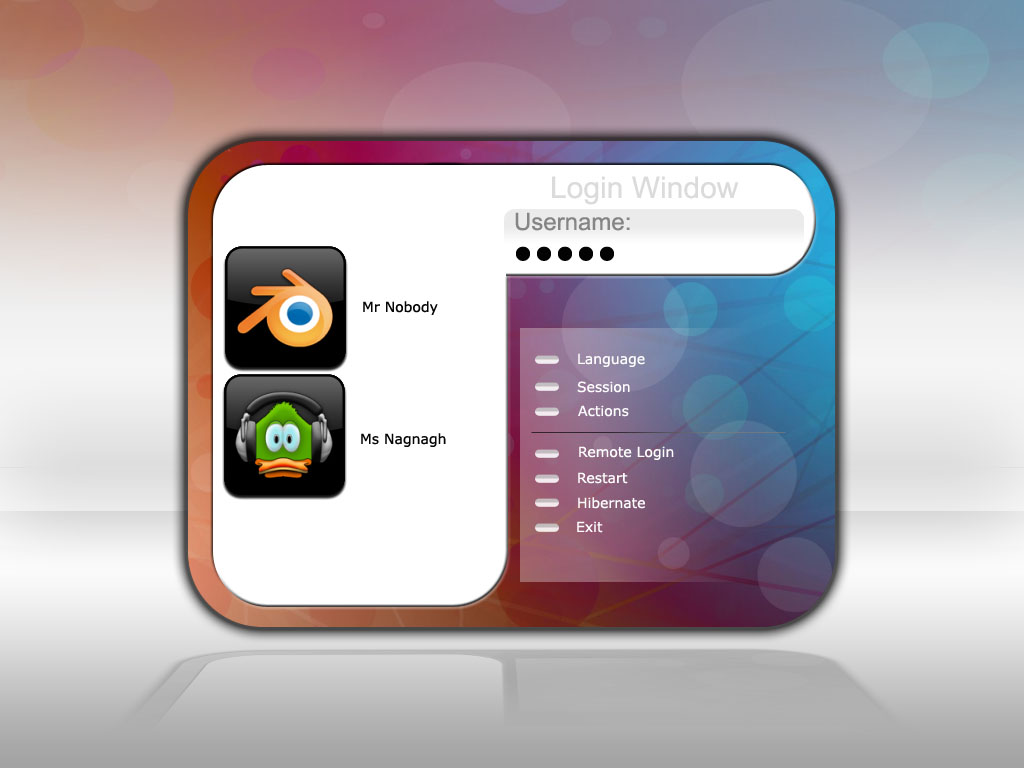 Login Window
Username:
●●●●●
Mr Nobody
Ms Nagnagh
Language
Session
Actions
Remote Login
Restart
Hibernate
Exit